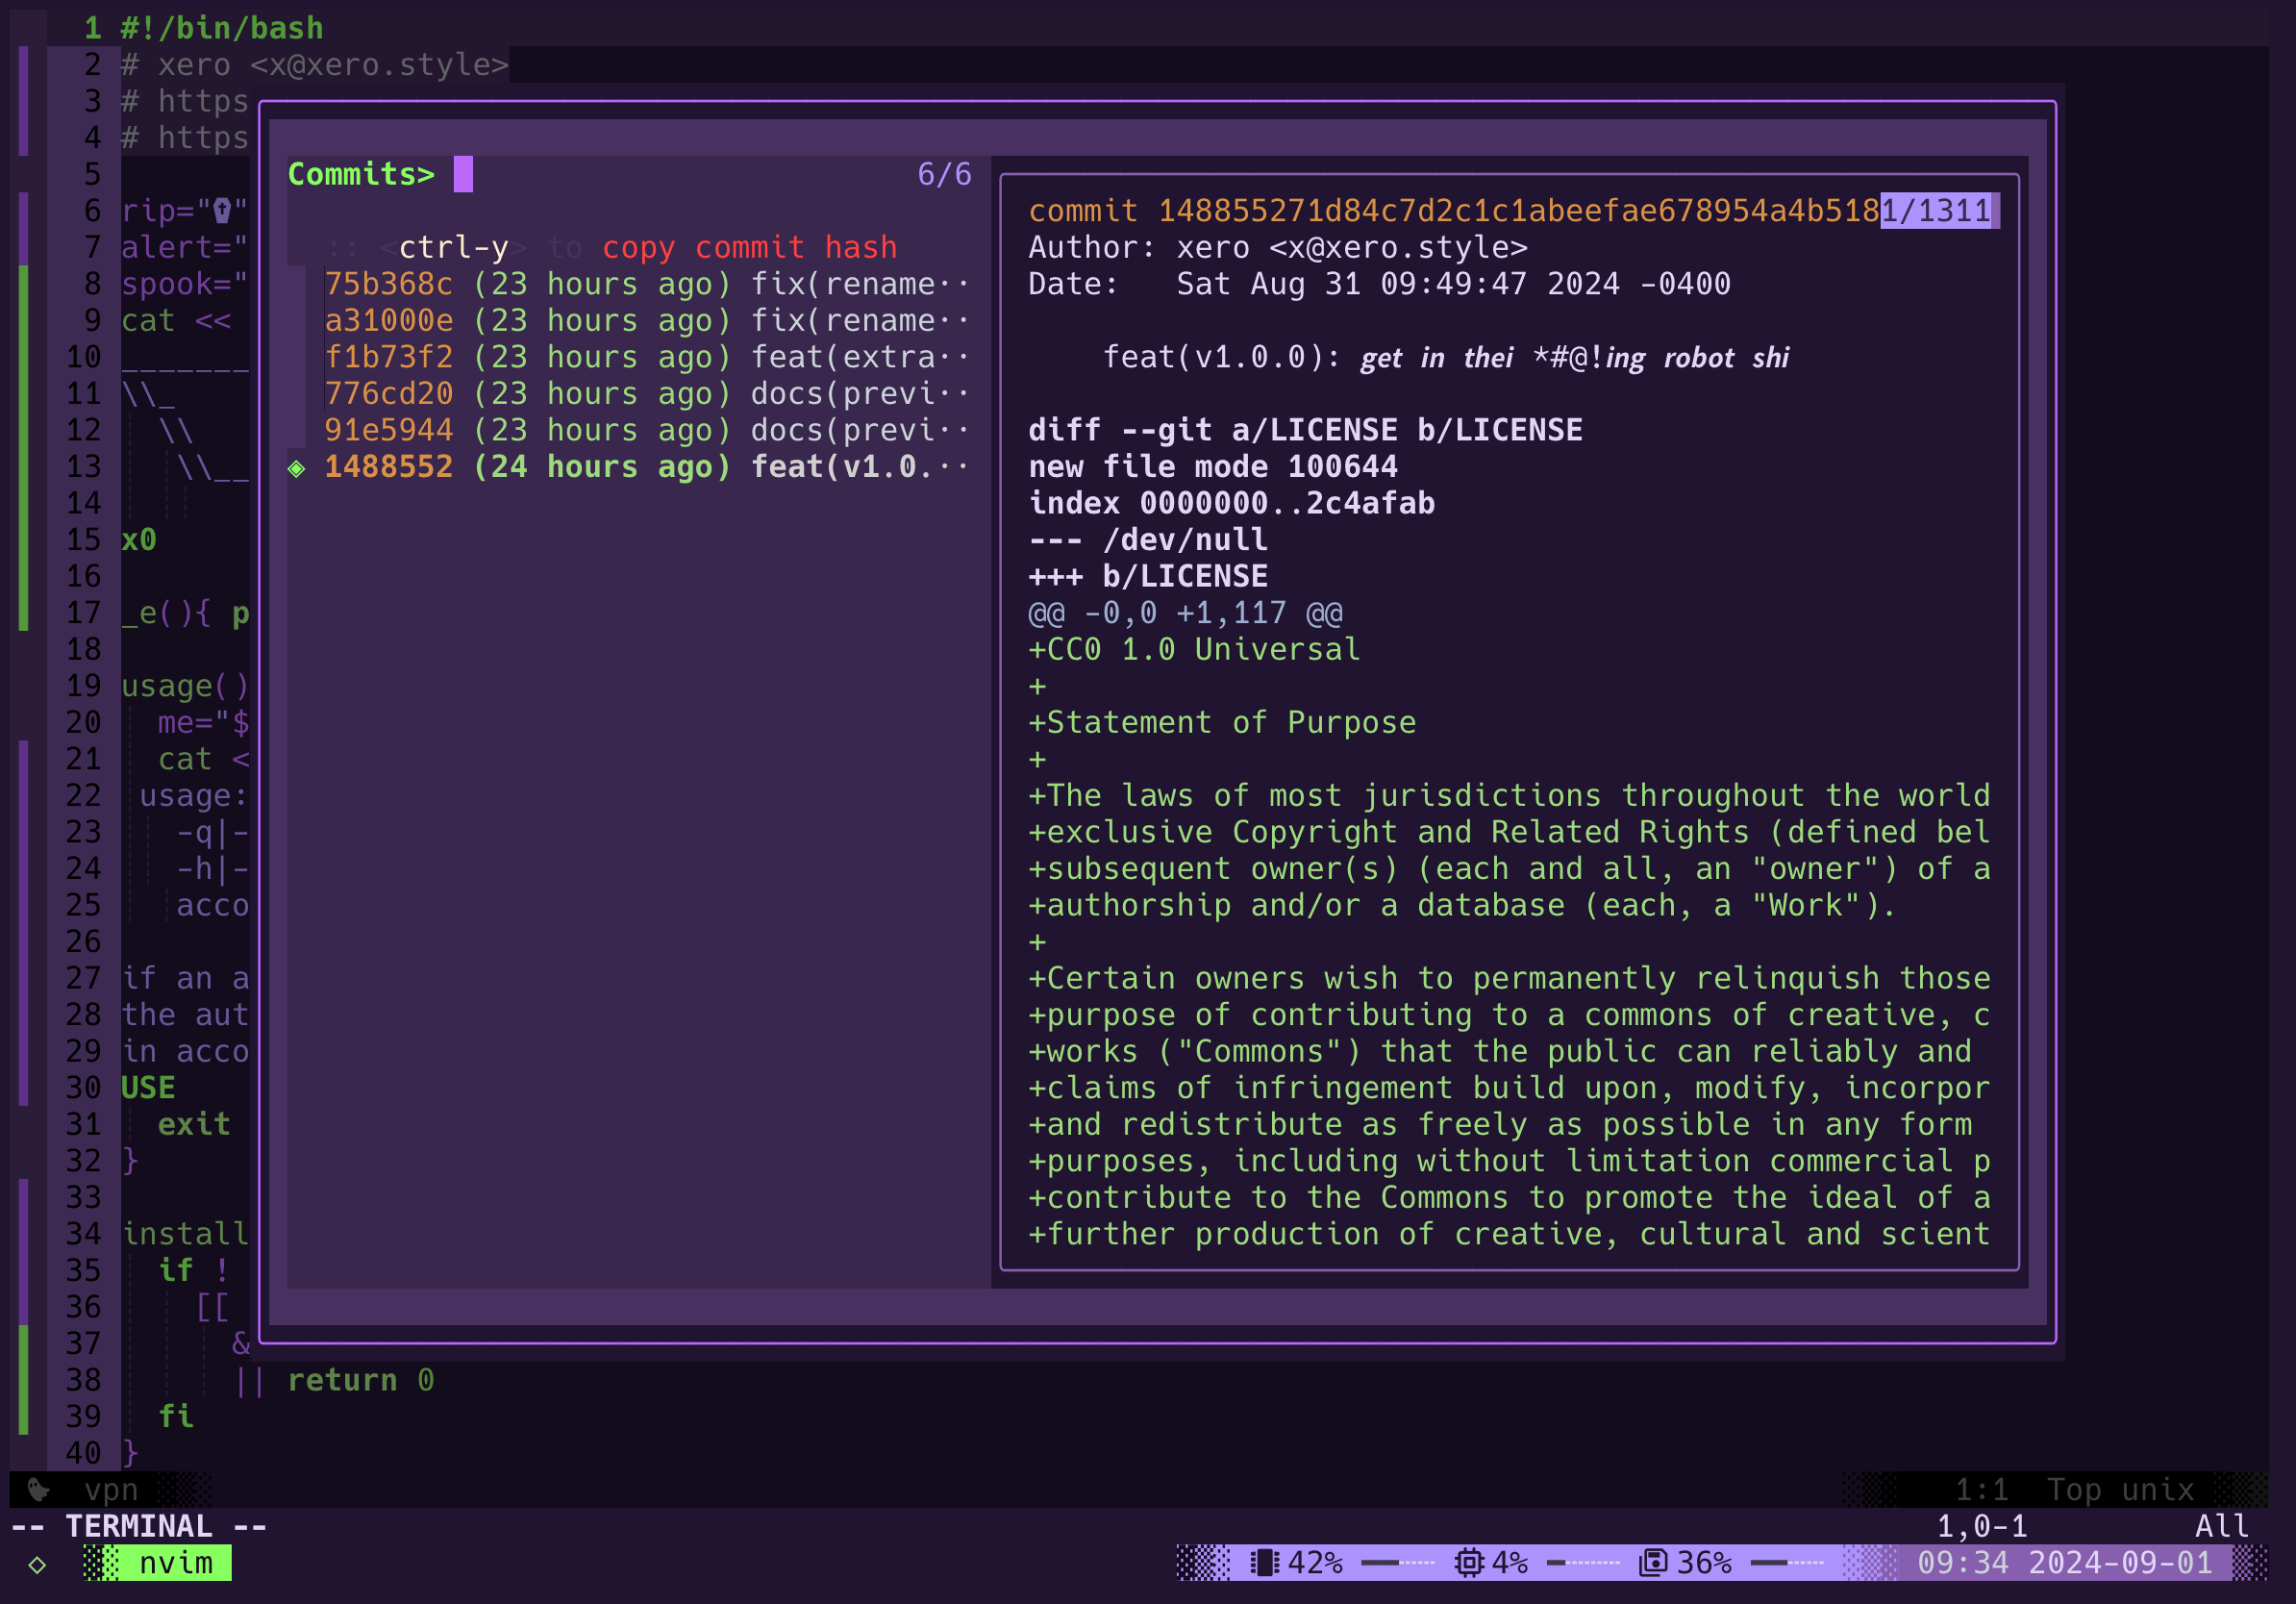 1 #!/bin/bash
2 # xero <x@xero.style>
3 # https
4 # https
5
6 rip="⚰"
7 alert="
8 spook="
9 cat <<
10 _______
11 \\_
12 \\
13 \\__
14
15 x0
16
17 _e(){ p
18
19 usage()
20 me="$
21 cat <
22 usage:
23 -q|-
24 -h|-
25 acco
26
27 if an a
28 the aut
29 in acco
30 USE
31 exit
32 }
33
34 install
35 if !
36 [[
37 &
38 || return 0
39 fi
40 }
Commits> 6/6
:: <ctrl-y> to copy commit hash
75b368c (23 hours ago) fix(rename··
a31000e (23 hours ago) fix(rename··
f1b73f2 (23 hours ago) feat(extra··
776cd20 (23 hours ago) docs(previ··
91e5944 (23 hours ago) docs(previ··
◈ 1488552 (24 hours ago) feat(v1.0.··
commit 148855271d84c7d2c1c1abeefae678954a4b5181/1311
Author: xero <x@xero.style>
Date:   Sat Aug 31 09:49:47 2024 -0400
feat(v1.0.0): get in thei *#@!ing robot shi
diff --git a/LICENSE b/LICENSE
new file mode 100644
index 0000000..2c4afab
--- /dev/null
+++ b/LICENSE
@@ -0,0 +1,117 @@
+CC0 1.0 Universal
+
+Statement of Purpose
+
+The laws of most jurisdictions throughout the world
+exclusive Copyright and Related Rights (defined bel
+subsequent owner(s) (each and all, an "owner") of a
+authorship and/or a database (each, a "Work").
+
+Certain owners wish to permanently relinquish those
+purpose of contributing to a commons of creative, c
+works ("Commons") that the public can reliably and
+claims of infringement build upon, modify, incorpor
+and redistribute as freely as possible in any form
+purposes, including without limitation commercial p
+contribute to the Commons to promote the ideal of a
+further production of creative, cultural and scient
vpn 1:1 Top unix
-- TERMINAL -- 1,0-1 All
◇ nvim 42% 4% 36% 09:34 2024-09-01